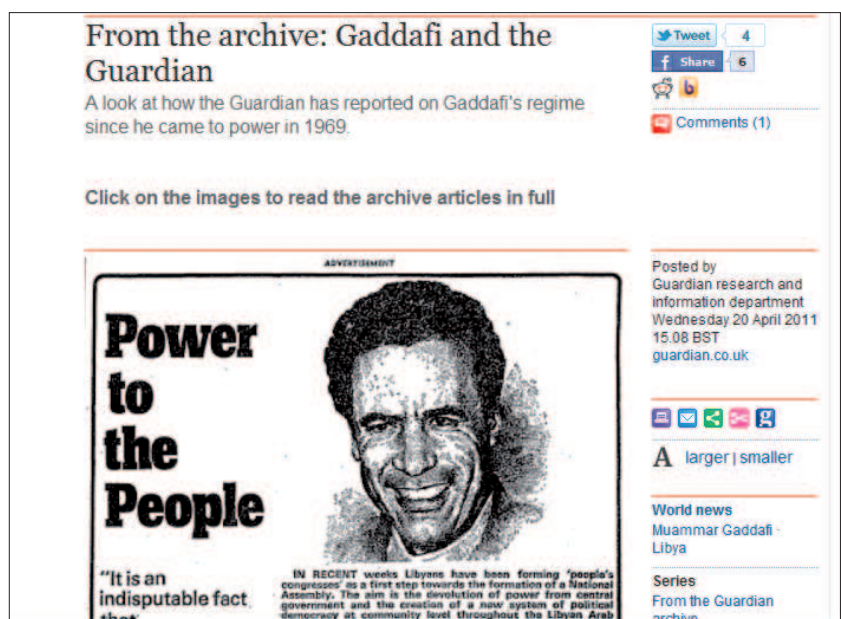 From the archive: Gaddafi and the
Guardian
A look at how the Guardian has reported on Gaddafi's regime
since he came to power in 1969.
Click on the images to read the archive articles in full
Tweet 4
f Share 6
b
Comments (1)
ADVERTISEMENT
Power
to
the
People
"It is an
indisputable fact
that
IN RECENT weeks Libyans have been forming 'people's
congresses' as a first step towards the formation of a National
Assembly. The aim is the devolution of power from central
government and the creation of a new system of political
democracy at community level throughout the Libyan Arab
Posted by
Guardian research and
information department
Wednesday 20 April 2011
15.08 BST
guardian.co.uk
g
A larger | smaller
World news
Muammar Gaddafi ·
Libya
Series
From the Guardian
archive